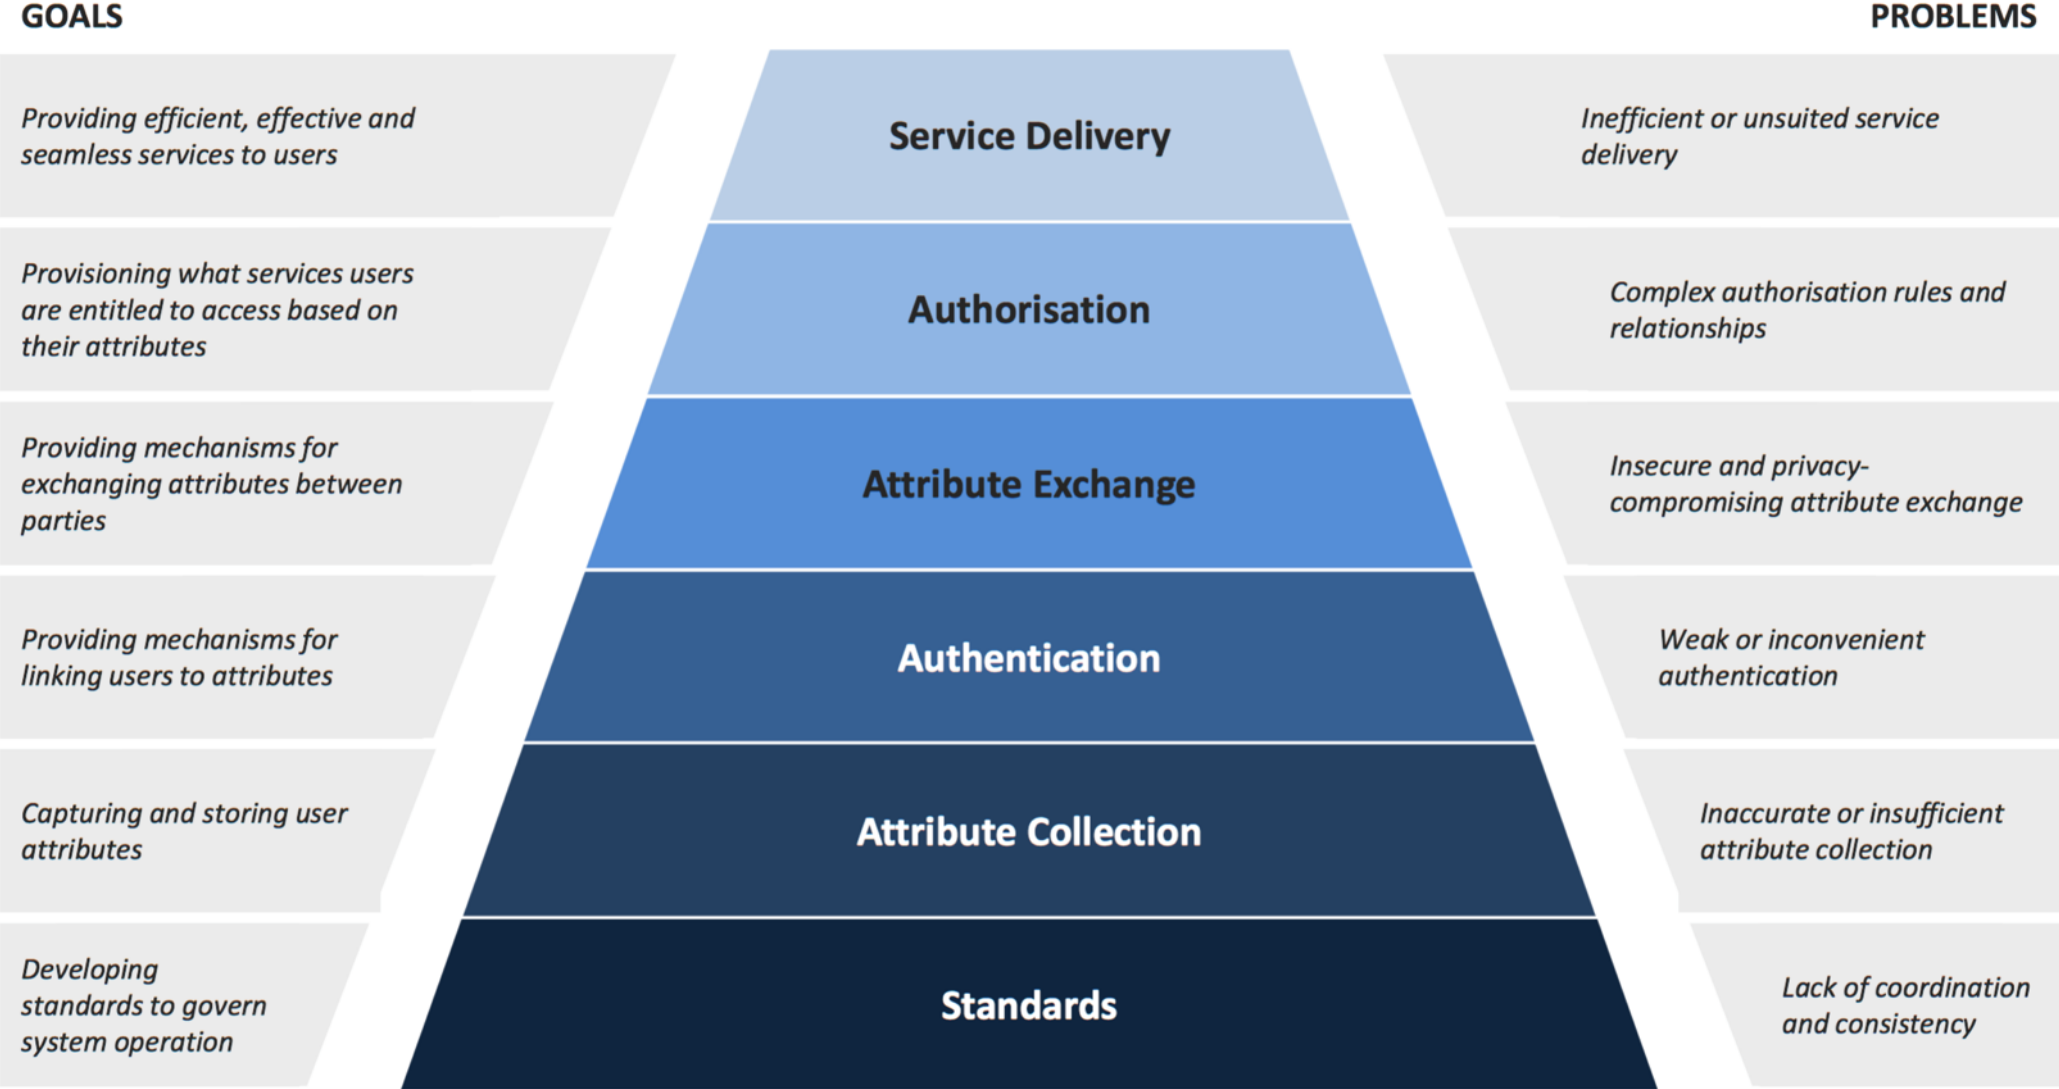 GOALS
PROBLEMS
Providing efficient, effective and
seamless services to users
Service Delivery
Inefficient or unsuited service
delivery
Provisioning what services users
are entitled to access based on
their attributes
Authorisation
Complex authorisation rules and
relationships
Providing mechanisms for
exchanging attributes between
parties
Attribute Exchange
Insecure and privacy-
compromising attribute exchange
Providing mechanisms for
linking users to attributes
Authentication
Weak or inconvenient
authentication
Capturing and storing user
attributes
Attribute Collection
Inaccurate or insufficient
attribute collection
Developing
standards to govern
system operation
Standards
Lack of coordination
and consistency